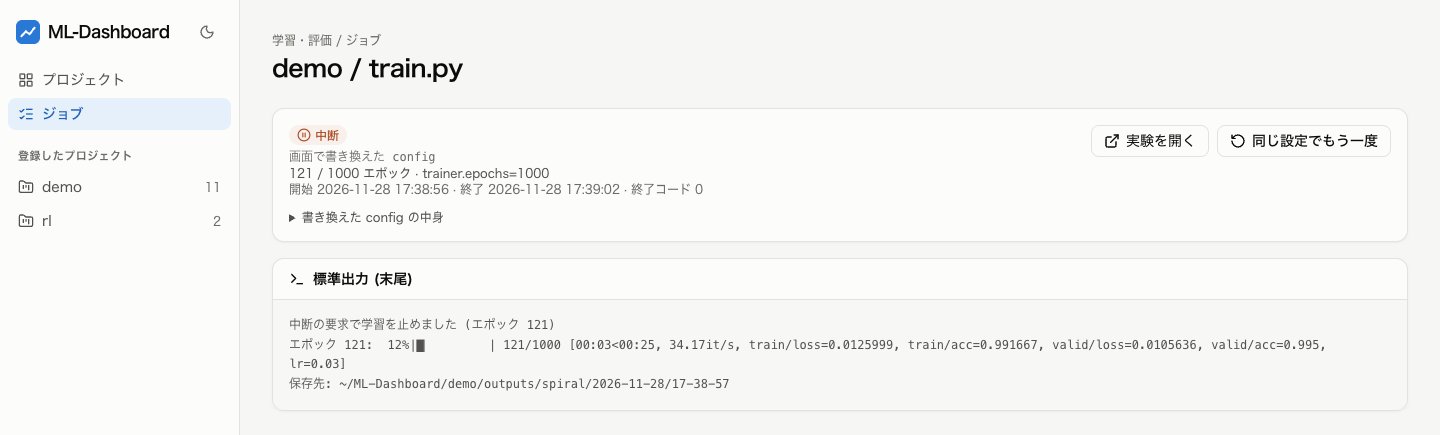 ML-Dashboard
プロジェクト
ジョブ
登録したプロジェクト
demo 11
rl 2
学習・評価 / ジョブ
demo / train.py
中断
画面で書き換えた config
121 / 1000 エポック · trainer.epochs=1000
開始 2026-11-28 17:38:56 · 終了 2026-11-28 17:39:02 · 終了コード 0
▶ 書き換えた config の中身
実験を開く
同じ設定でもう一度
標準出力 (末尾)
中断の要求で学習を止めました (エポック 121)
エポック 121: 12%|█ | 121/1000 [00:03<00:25, 34.17it/s, train/loss=0.0125999, train/acc=0.991667, valid/loss=0.0105636, valid/acc=0.995,
lr=0.03]
保存先: ~/ML-Dashboard/demo/outputs/spiral/2026-11-28/17-38-57